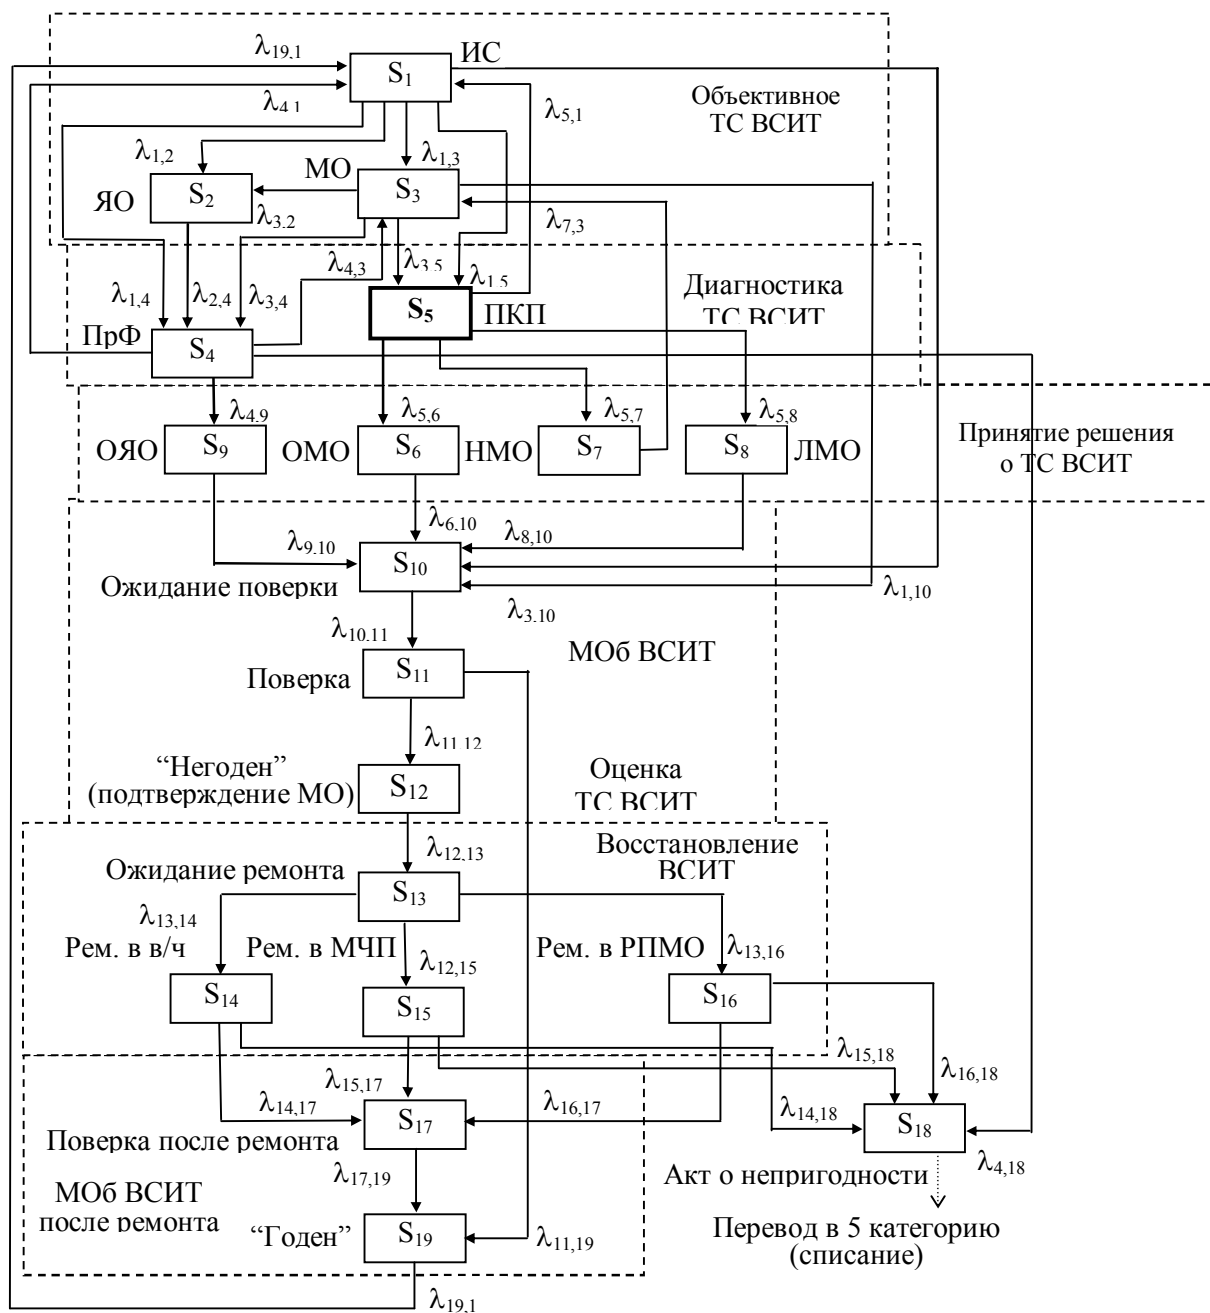 λ19,1
ИС
S1
λ4.1
λ5,1
Объективное
ТС ВСИТ
λ1,2
МО
λ1,3
ЯО
S2
S3
λ3.2
λ7,3
λ4,3
λ3.5
λ1.5
λ1,4
λ2,4
λ3,4
S5
ПКП
Диагностика
ТС ВСИТ
ПрФ
S4
λ4.9
λ5,6
λ5,7
λ5,8
Принятие решения
о ТС ВСИТ
ОЯО
S9
ОМО
S6
НМО
S7
S8
ЛМО
λ6,10
λ8,10
λ9.10
S10
Ожидание поверки
λ1,10
λ3.10
λ10.11
МОб ВСИТ
Поверка
S11
λ11.12
“Негоден”
(подтверждение МО)
S12
Оценка
ТС ВСИТ
λ12,13
Восстановление
ВСИТ
Ожидание ремонта
S13
λ13,14
Рем. в в/ч
Рем. в МЧП
λ12,15
Рем. в РПМО
λ13,16
S14
S15
S16
λ15,18
λ16,18
λ15,17
λ14,17
λ16,17
λ14,18
S17
S18
Поверка после ремонта
λ4,18
λ17,19
Акт о непригодности
МОб ВСИТ
после ремонта
“Годен”
S19
λ11,19
Перевод в 5 категорию
(списание)
λ19,1